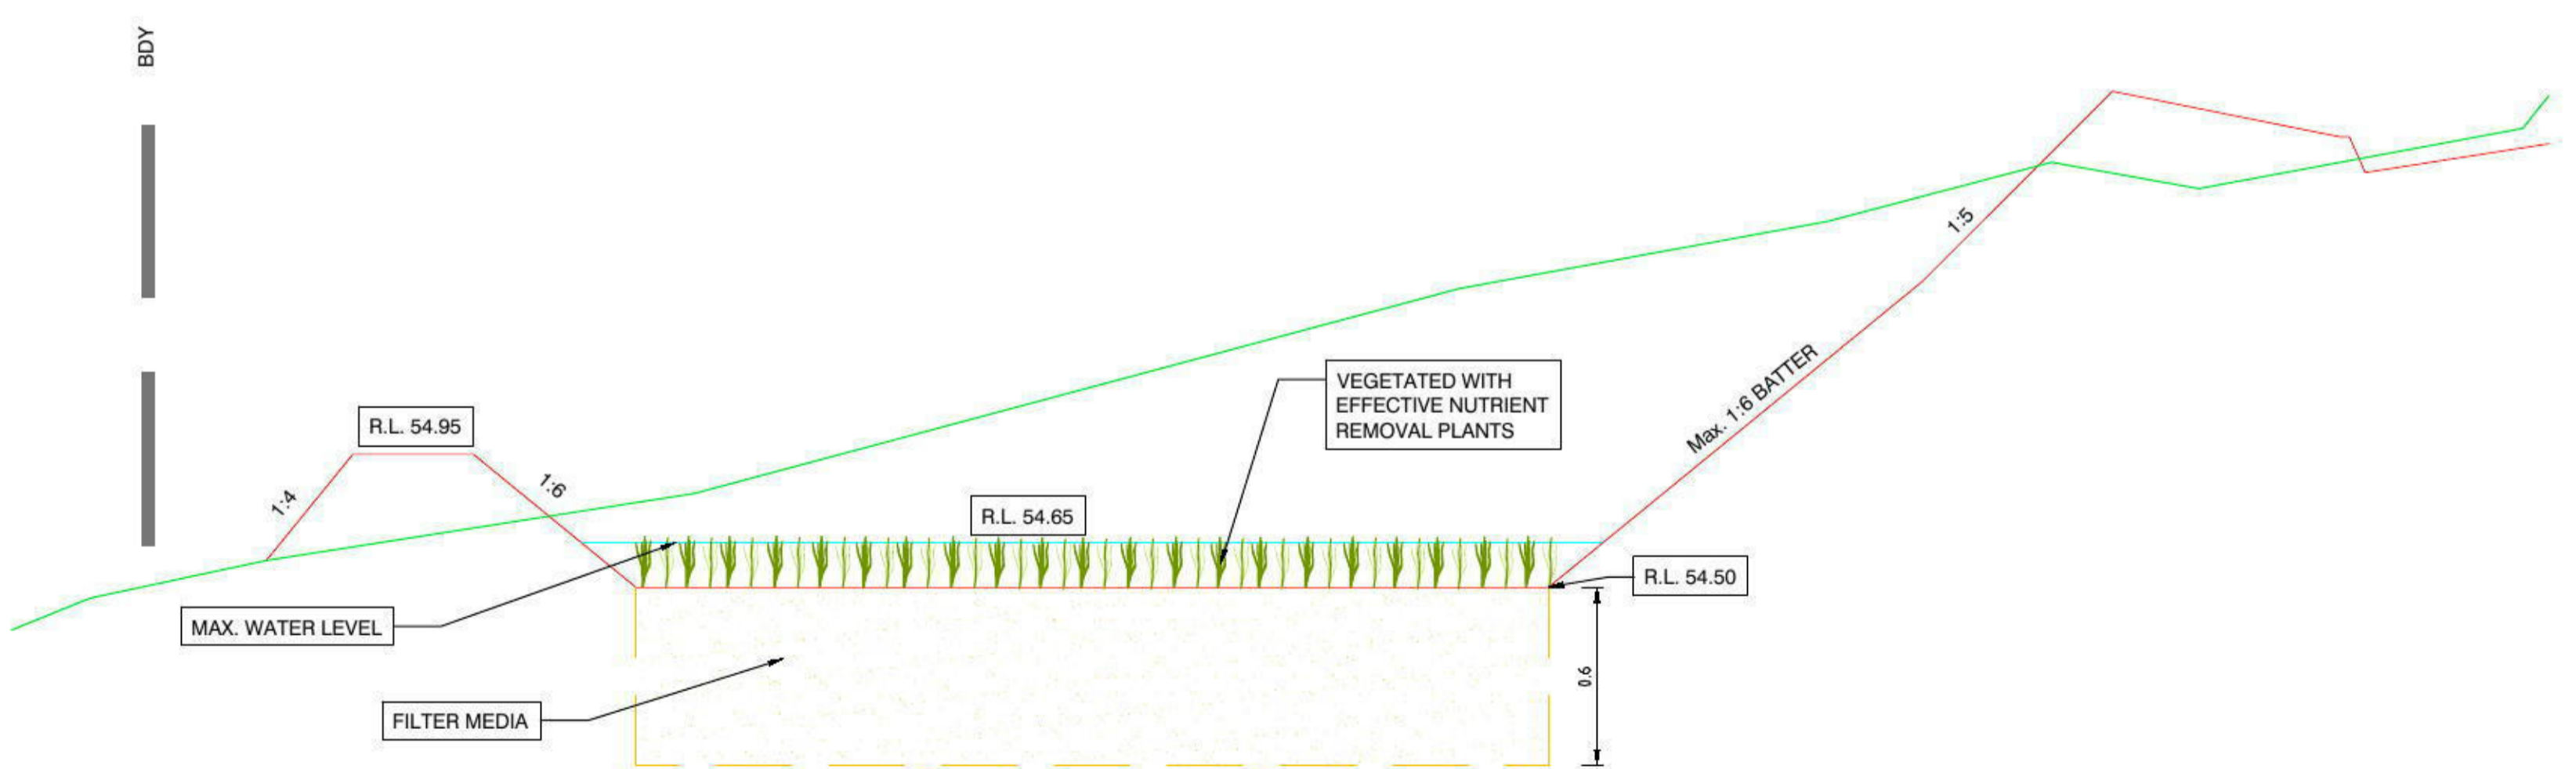 BDY
R.L. 54.95
1:4
1:6
MAX. WATER LEVEL
FILTER MEDIA
R.L. 54.65
VEGETATED WITH
EFFECTIVE NUTRIENT
REMOVAL PLANTS
Max. 1:6 BATTER
1:5
R.L. 54.50
0.6